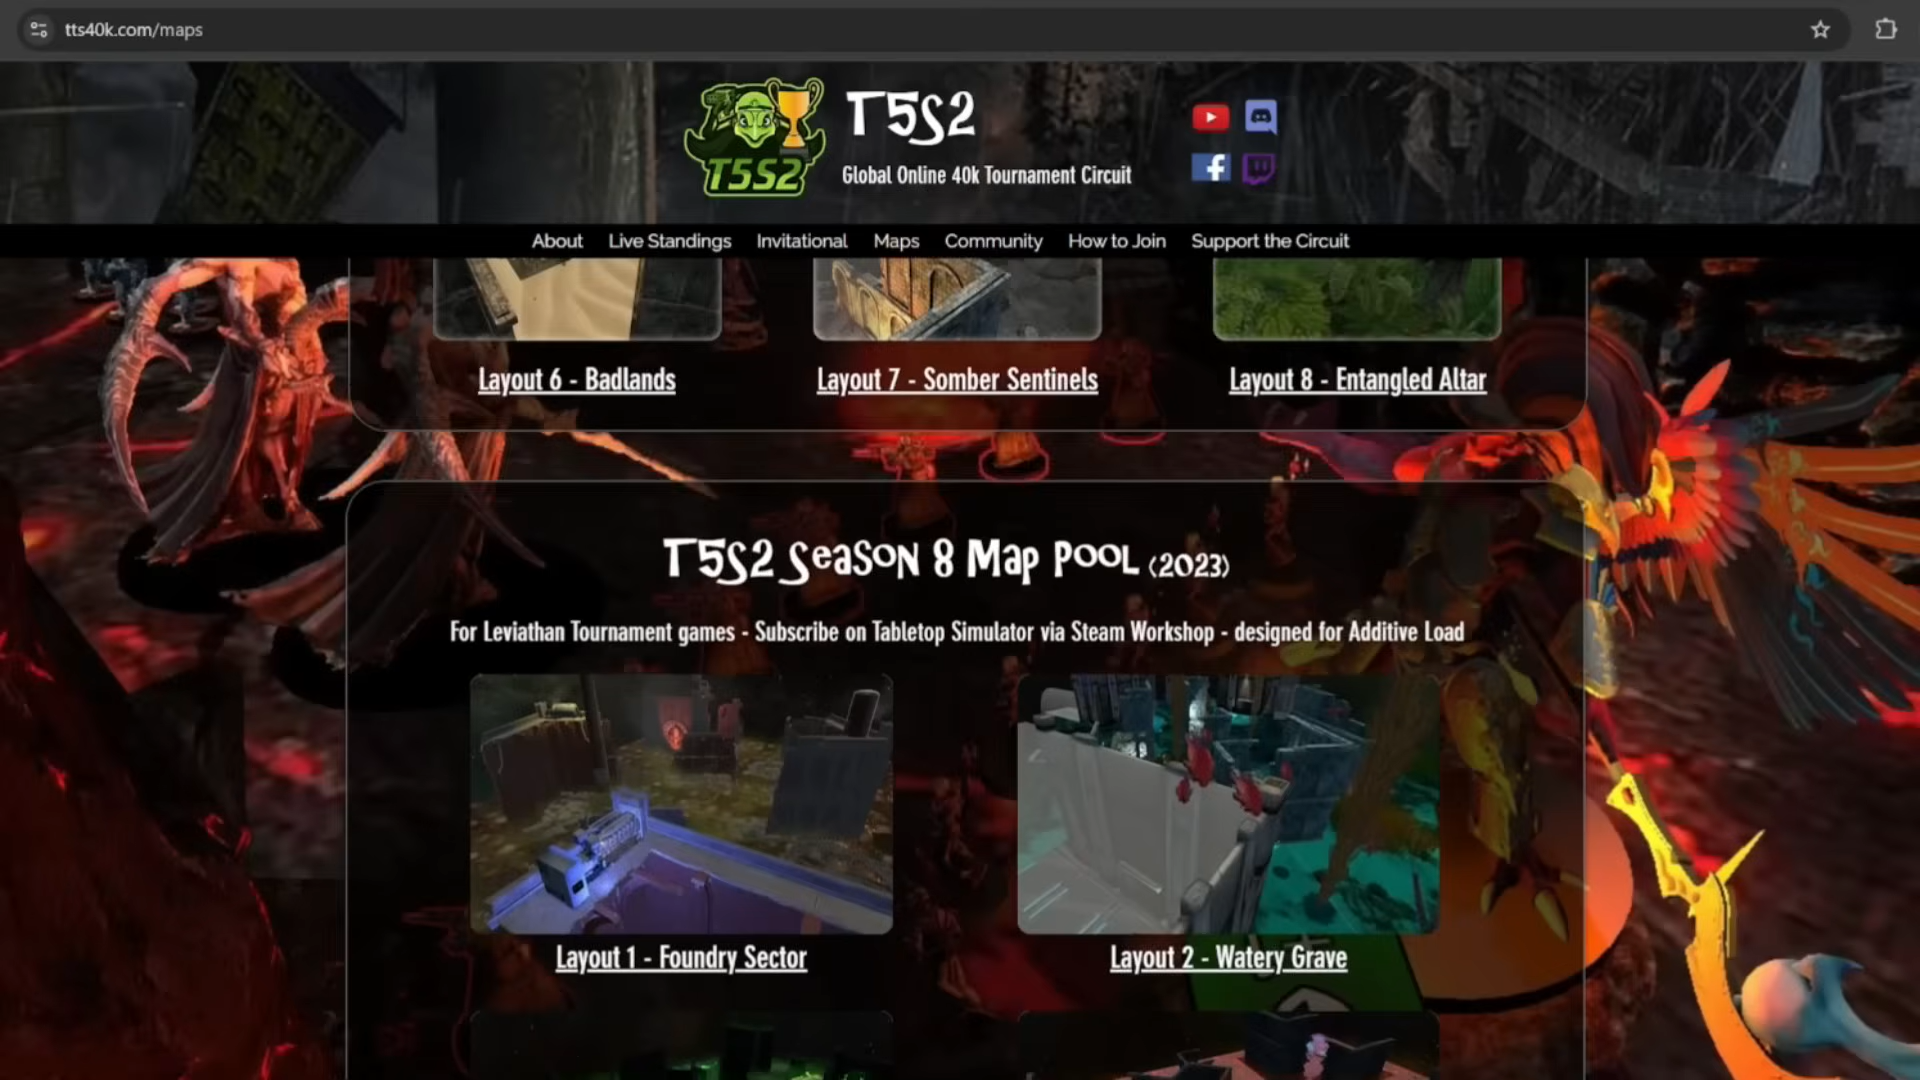 tts40k.com/maps
T5S2
T5S2
Global Online 40k Tournament Circuit
About Live Standings Invitational Maps Community How to Join Support the Circuit
Layout 6 - Badlands
Layout 7 - Somber Sentinels
Layout 8 - Entangled Altar
T5S2 Season 8 Map Pool (2023)
For Leviathan Tournament games - Subscribe on Tabletop Simulator via Steam Workshop - designed for Additive Load
Layout 1 - Foundry Sector
Layout 2 - Watery Grave